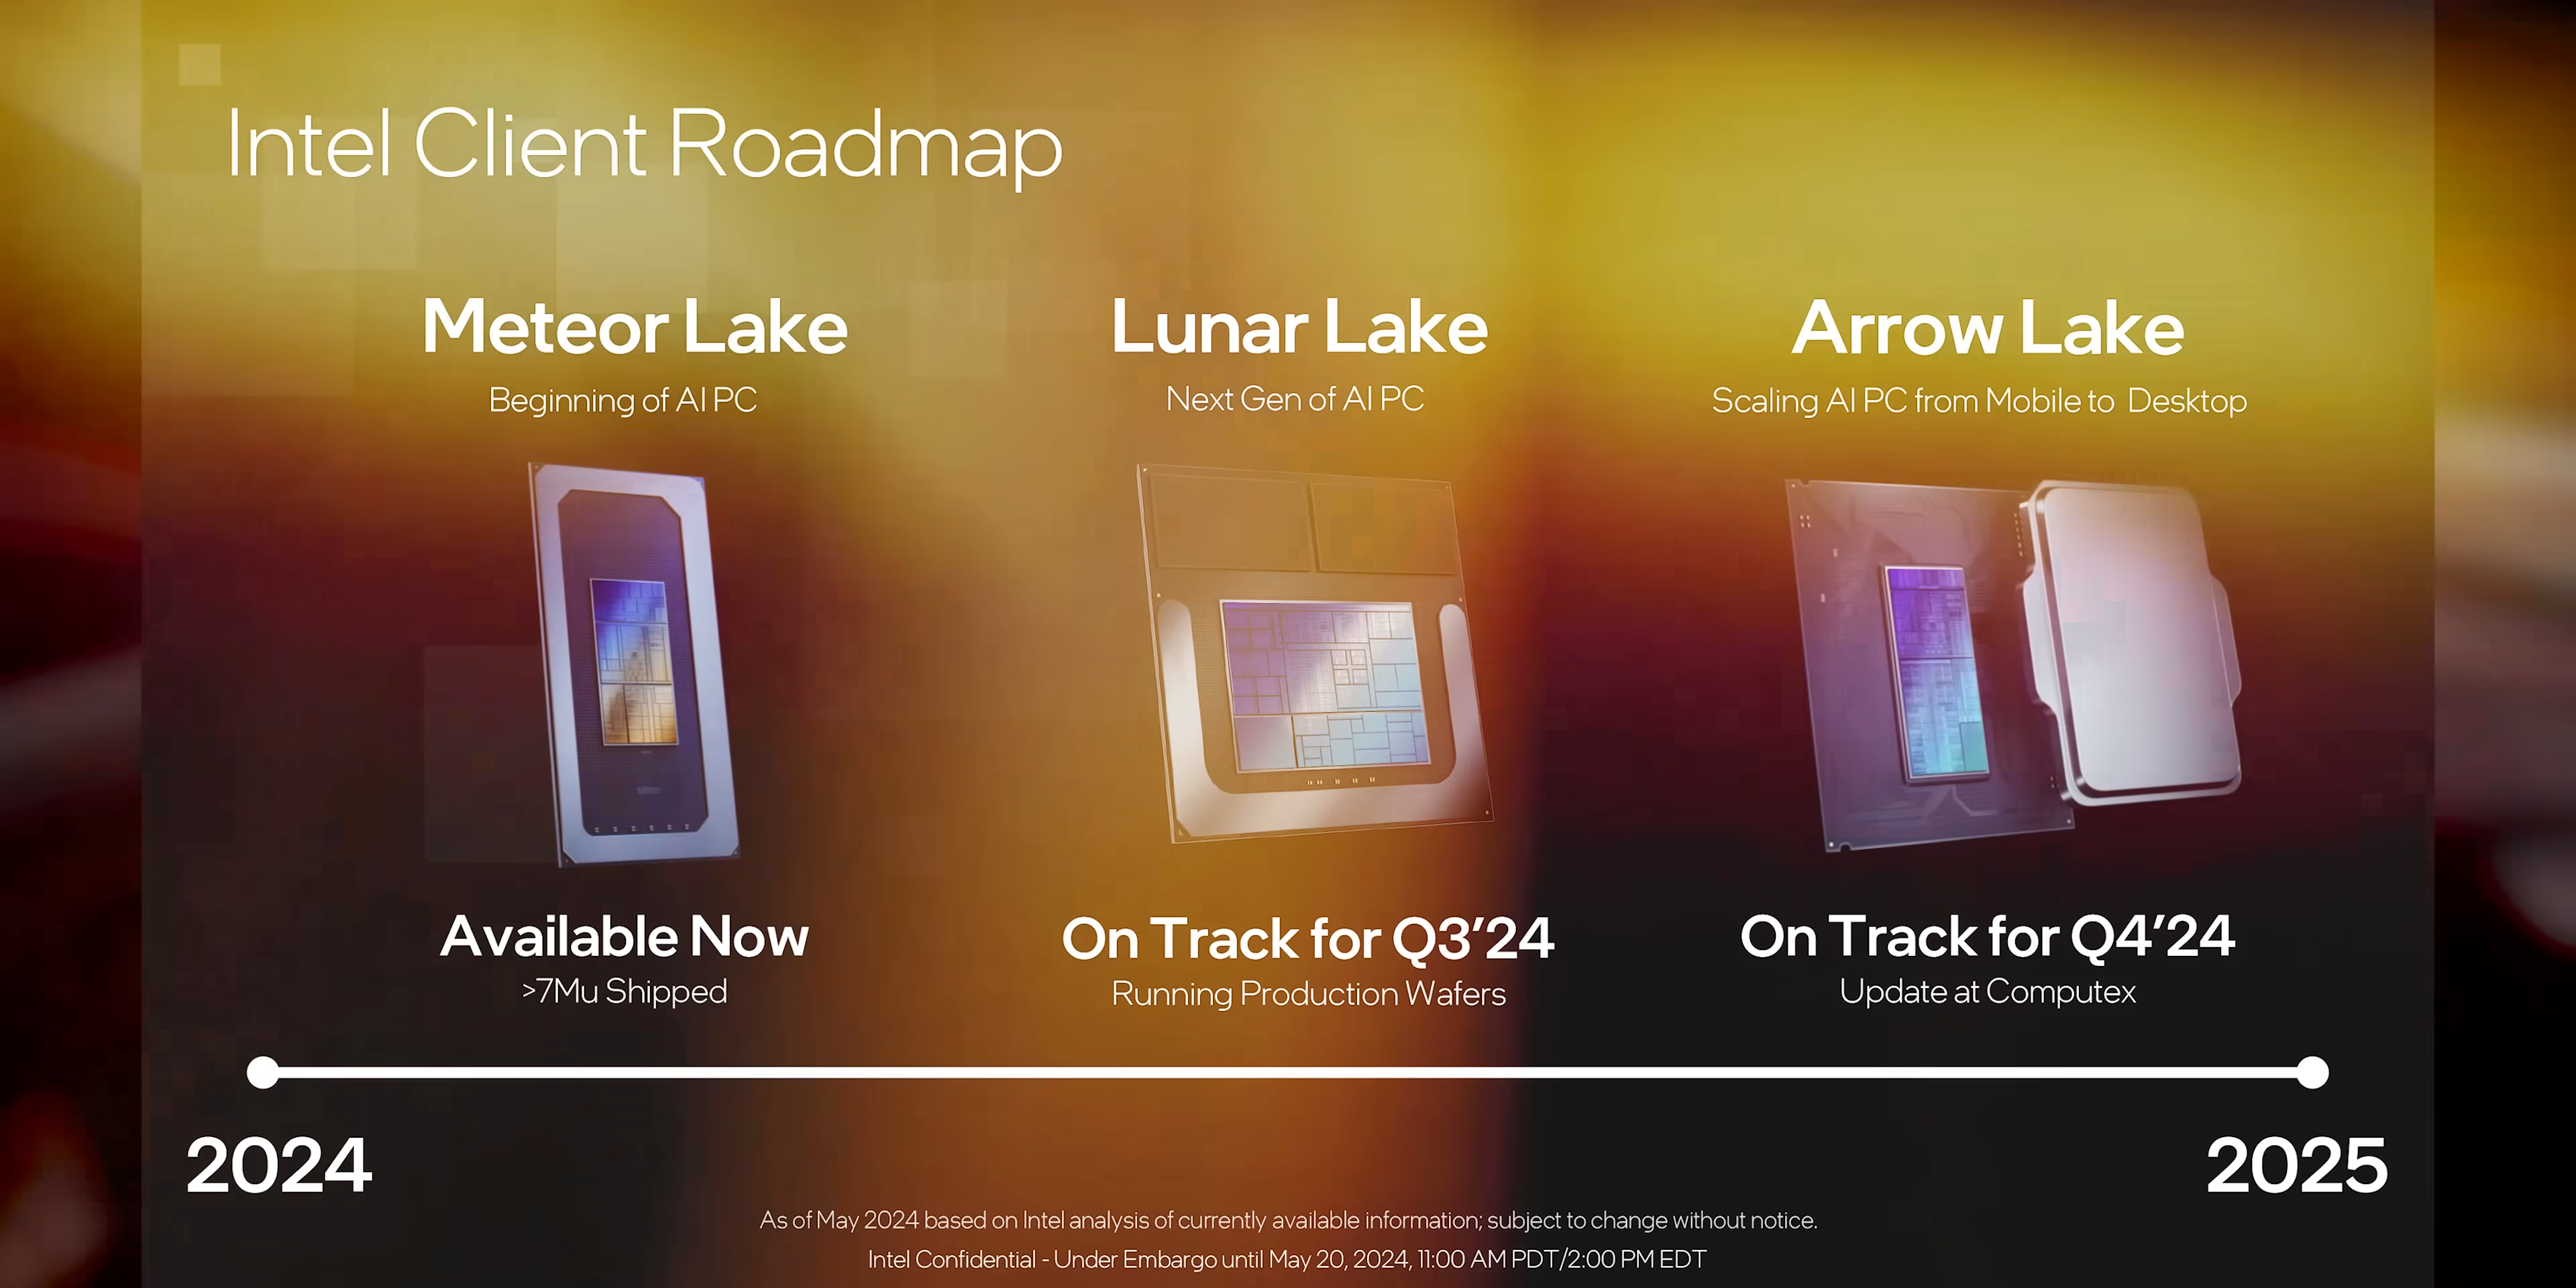 Intel Client Roadmap
Meteor Lake
Beginning of AI PC
Available Now
>7Mu Shipped
Lunar Lake
Next Gen of AI PC
On Track for Q3'24
Running Production Wafers
Arrow Lake
Scaling AI PC from Mobile to Desktop
On Track for Q4'24
Update at Computex
2024
2025
As of May 2024 based on Intel analysis of currently available information; subject to change without notice.
Intel Confidential - Under Embargo until May 20, 2024, 11:00 AM PDT/2:00 PM EDT